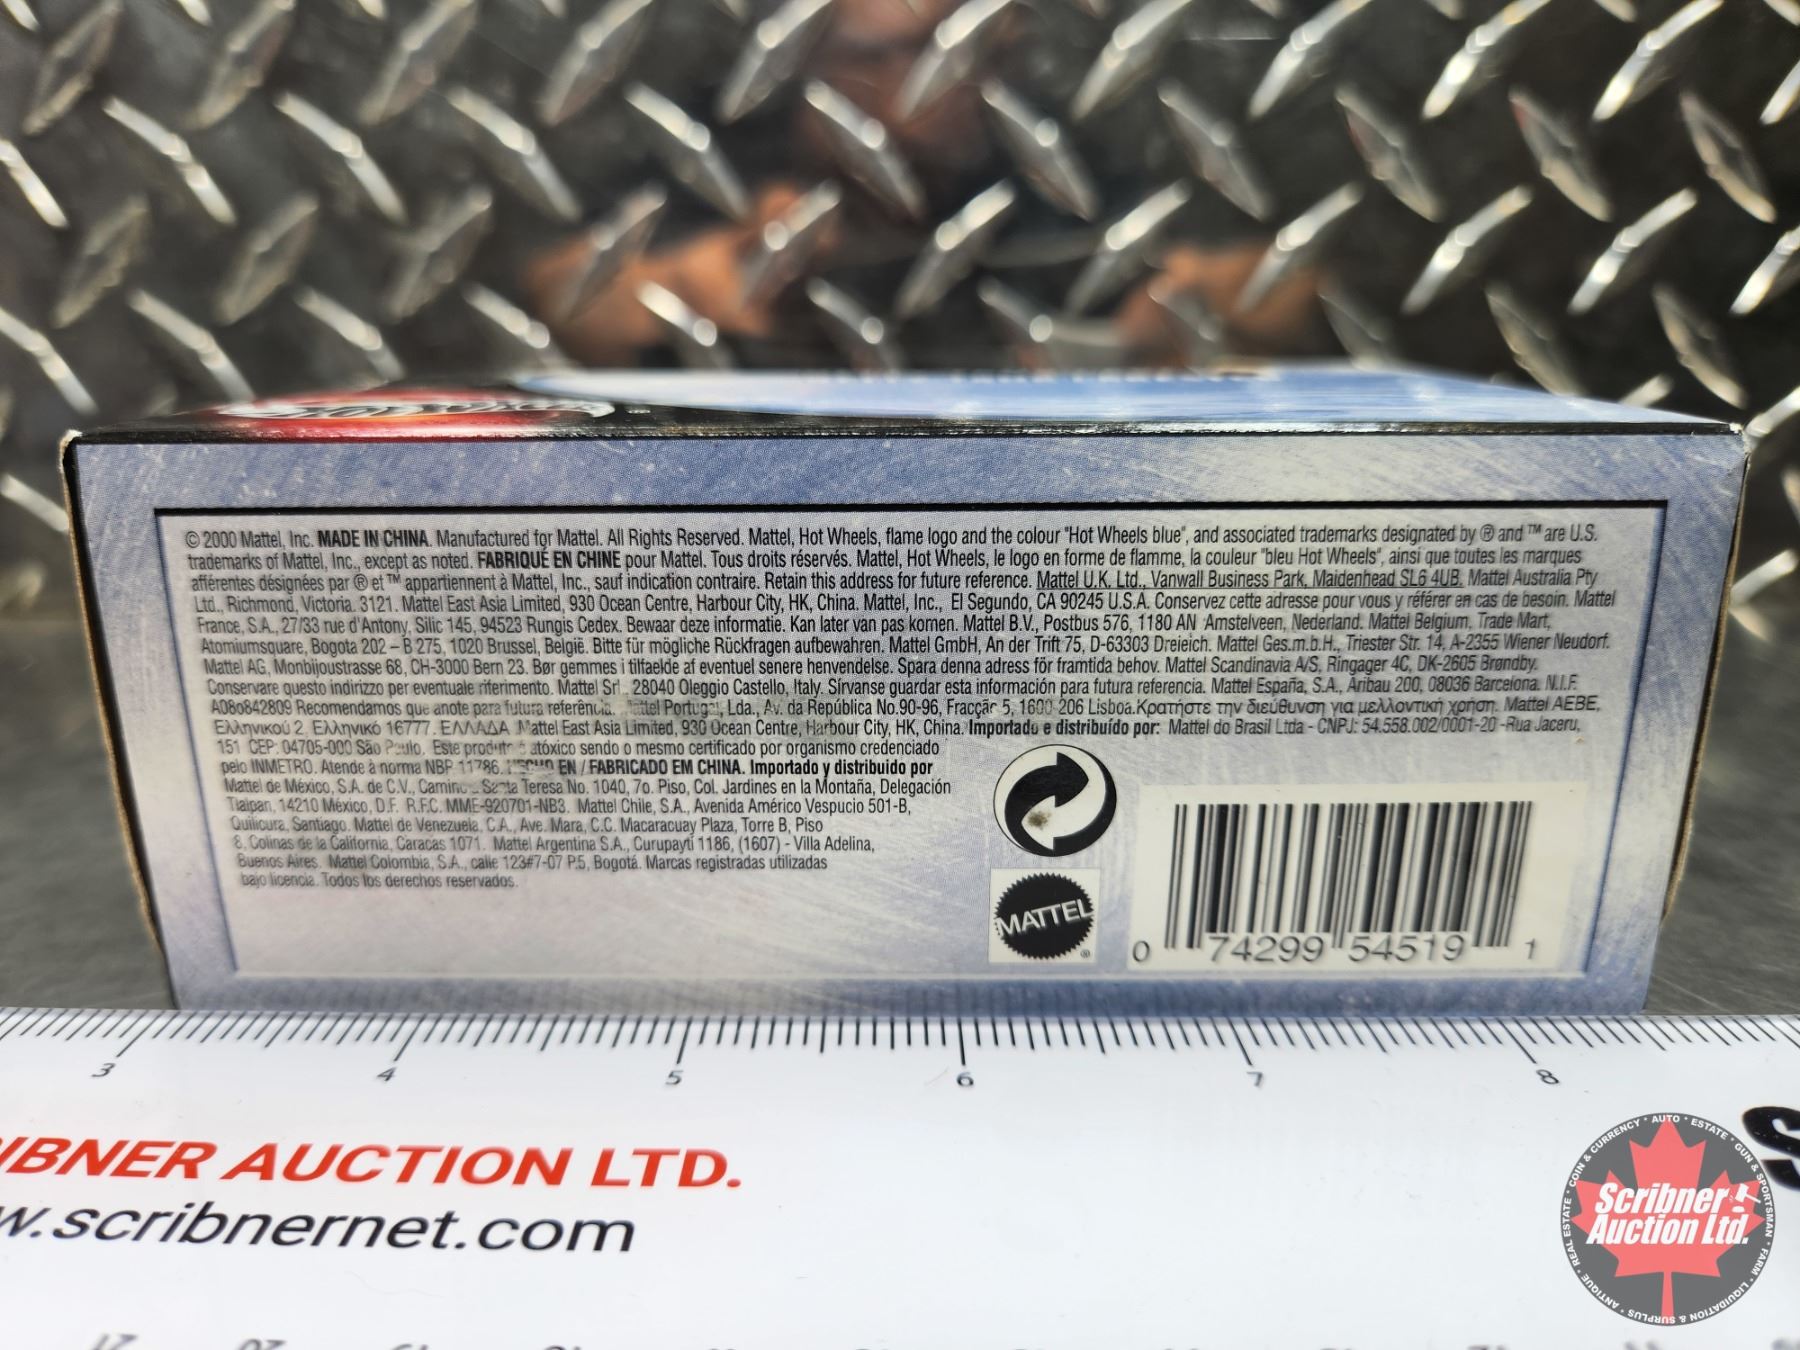 © 2000 Mattel, Inc. MADE IN CHINA. Manufactured for Mattel. All Rights Reserved. Mattel, Hot Wheels, flame logo and the colour "Hot Wheels blue", and associated trademarks designated by ® and ™ are U.S.
trademarks of Mattel, Inc., except as noted. FABRIQUÉ EN CHINE pour Mattel. Tous droits réservés. Mattel, Hot Wheels, le logo en forme de flamme, la couleur "bleu Hot Wheels", ainsi que toutes les marques
afférentes désignées par ® et ™ appartiennent à Mattel, Inc., sauf indication contraire. Retain this address for future reference. Mattel U.K. Ltd., Vanwall Business Park, Maidenhead SL6 4UB. Mattel Australia Pty
Ltd., Richmond, Victoria. 3121. Mattel East Asia Limited, 930 Ocean Centre, Harbour City, HK, China. Mattel, Inc., El Segundo, CA 90245 U.S.A. Conservez cette adresse pour vous y référer en cas de besoin. Mattel
France, S.A., 27/33 rue d'Antony, Silic 145, 94523 Rungis Cedex. Bewaar deze informatie. Kan later van pas komen. Mattel B.V., Postbus 576, 1180 AN Amstelveen, Nederland. Mattel Belgium, Trade Mart,
Atomiumsquare, Bogota 202 – B 275, 1020 Brussel, België. Bitte für mögliche Rückfragen aufbewahren. Mattel GmbH, An der Trift 75, D-63303 Dreieich. Mattel Ges.m.b.H., Triester Str. 14, A-2355 Wiener Neudorf.
Mattel AG, Monbijoustrasse 68, CH-3000 Bern 23. Bør gemmes i tilfaelde af eventuel senere henvendelse. Spara denna adress för framtida behov. Mattel Scandinavia A/S, Ringager 4C, DK-2605 Brøndby.
Conservare questo indirizzo per eventuale riferimento. Mattel Srl., 28040 Oleggio Castello, Italy. Sírvanse guardar esta información para futura referencia. Mattel España, S.A., Aribau 200, 08036 Barcelona. N.I.F.
A080842809 Recomendamos que anote para futura referência. Mattel Portugal, Lda., Av. da República No.90-96, Fracçãr 5, 1600 206 Lisboa.Κρατήστε την διεύθυνση για μελλοντική χρήση. Mattel AEBE,
Ελληνικού 2, Ελληνικό 16777, ΕΛΛΑΔΑ Mattel East Asia Limited, 930 Ocean Centre, Harbour City, HK, China. Importado e distribuído por: Mattel do Brasil Ltda - CNPJ: 54.558.002/0001-20 -Rua Jaceru,
151 CEP: 04705-000 São Paulo. Este produto é atóxico sendo o mesmo certificado por organismo credenciado
pelo INMETRO. Atende à norma NBR 11786. HECHO EN / FABRICADO EM CHINA. Importado y distribuido por
Mattel de México, S.A. de C.V., Camino a Santa Teresa No. 1040, 7o. Piso, Col. Jardines en la Montaña, Delegación
Tlalpan, 14210 México, D.F. R.F.C. MME-920701-NB3. Mattel Chile, S.A., Avenida Américo Vespucio 501-B,
Quilicura, Santiago. Mattel de Venezuela, C.A., Ave. Mara, C.C. Macaracuay Plaza, Torre B, Piso
8, Colinas de la California, Caracas 1071. Mattel Argentina S.A., Curupaytí 1186, (1607) - Villa Adelina,
Buenos Aires. Mattel Colombia, S.A., calle 123#7-07 P.5, Bogotá. Marcas registradas utilizadas
bajo licencia. Todos los derechos reservados.
MATTEL ®
0 74299 54519 1
3 4 5 6 7 8
IBNER AUCTION LTD.
w.scribnernet.com
Scribner
Auction Ltd.
ANTIQUE • REAL ESTATE • COIN & CURRENCY • AUTO • ESTATE • GUN & SPORTSMAN • FARM • LIQUIDATION & SURPLUS